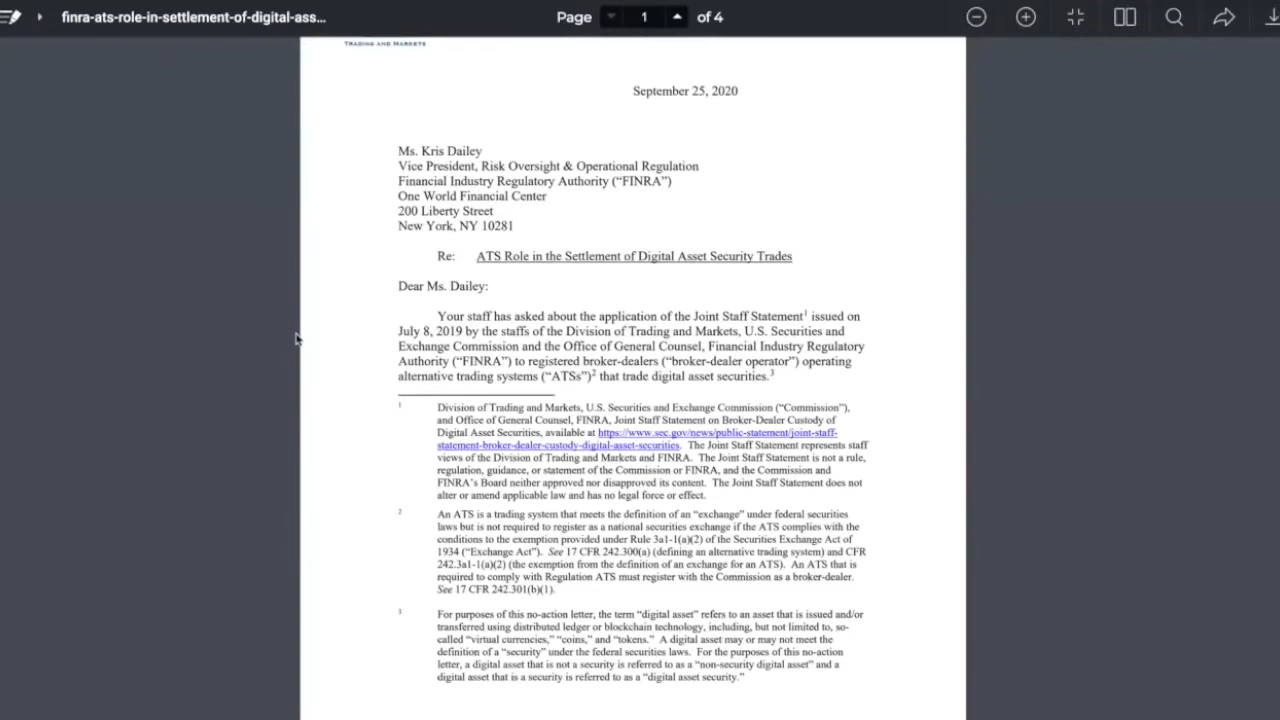 finra-ats-role-in-settlement-of-digital-ass...
Page 1 of 4
TRADING AND MARKETS
September 25, 2020
Ms. Kris Dailey
Vice President, Risk Oversight & Operational Regulation
Financial Industry Regulatory Authority (“FINRA”)
One World Financial Center
200 Liberty Street
New York, NY 10281
Re: ATS Role in the Settlement of Digital Asset Security Trades
Dear Ms. Dailey:
Your staff has asked about the application of the Joint Staff Statement1 issued on
July 8, 2019 by the staffs of the Division of Trading and Markets, U.S. Securities and
Exchange Commission and the Office of General Counsel, Financial Industry Regulatory
Authority (“FINRA”) to registered broker-dealers (“broker-dealer operator”) operating
alternative trading systems (“ATSs”)2 that trade digital asset securities.3
1 Division of Trading and Markets, U.S. Securities and Exchange Commission (“Commission”),
and Office of General Counsel, FINRA, Joint Staff Statement on Broker-Dealer Custody of
Digital Asset Securities, available at https://www.sec.gov/news/public-statement/joint-staff-
statement-broker-dealer-custody-digital-asset-securities. The Joint Staff Statement represents staff
views of the Division of Trading and Markets and FINRA. The Joint Staff Statement is not a rule,
regulation, guidance, or statement of the Commission or FINRA, and the Commission and
FINRA’s Board neither approved nor disapproved its content. The Joint Staff Statement does not
alter or amend applicable law and has no legal force or effect.
2 An ATS is a trading system that meets the definition of an “exchange” under federal securities
laws but is not required to register as a national securities exchange if the ATS complies with the
conditions to the exemption provided under Rule 3a1-1(a)(2) of the Securities Exchange Act of
1934 (“Exchange Act”). See 17 CFR 242.300(a) (defining an alternative trading system) and CFR
242.3a1-1(a)(2) (the exemption from the definition of an exchange for an ATS). An ATS that is
required to comply with Regulation ATS must register with the Commission as a broker-dealer.
See 17 CFR 242.301(b)(1).
3 For purposes of this no-action letter, the term “digital asset” refers to an asset that is issued and/or
transferred using distributed ledger or blockchain technology, including, but not limited to, so-
called “virtual currencies,” “coins,” and “tokens.” A digital asset may or may not meet the
definition of a “security” under the federal securities laws. For the purposes of this no-action
letter, a digital asset that is not a security is referred to as a “non-security digital asset” and a
digital asset that is a security is referred to as a “digital asset security.”